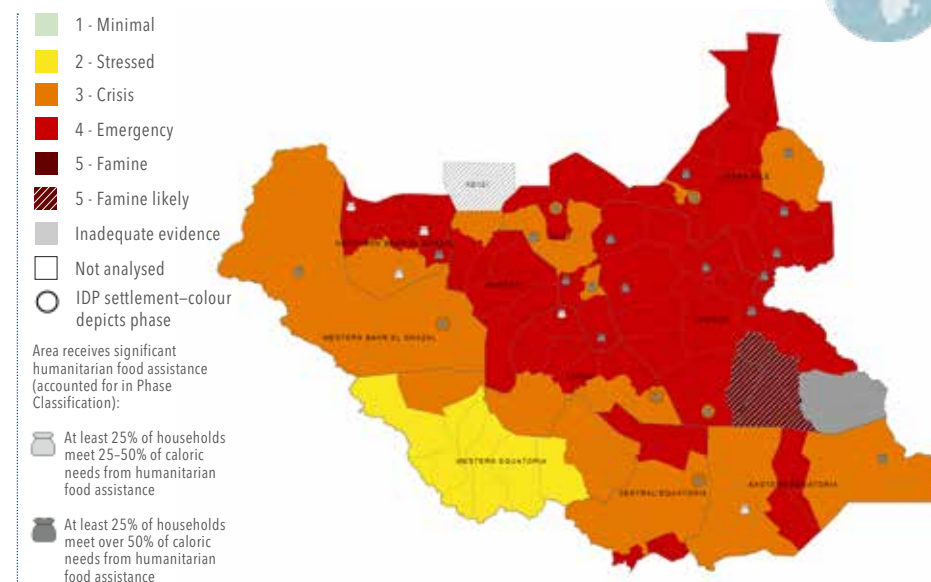 1 - Minimal
2 - Stressed
3 - Crisis
4 - Emergency
5 - Famine
5 - Famine likely
Inadequate evidence
Not analysed
IDP settlement–colour
depicts phase
Area receives significant
humanitarian food assistance
(accounted for in Phase
Classification):
At least 25% of households
meet 25–50% of caloric
needs from humanitarian
food assistance
At least 25% of households
meet over 50% of caloric
needs from humanitarian
food assistance
WESTERN BAHR EL GHAZAL
WESTERN EQUATORIA
CENTRAL EQUATORIA